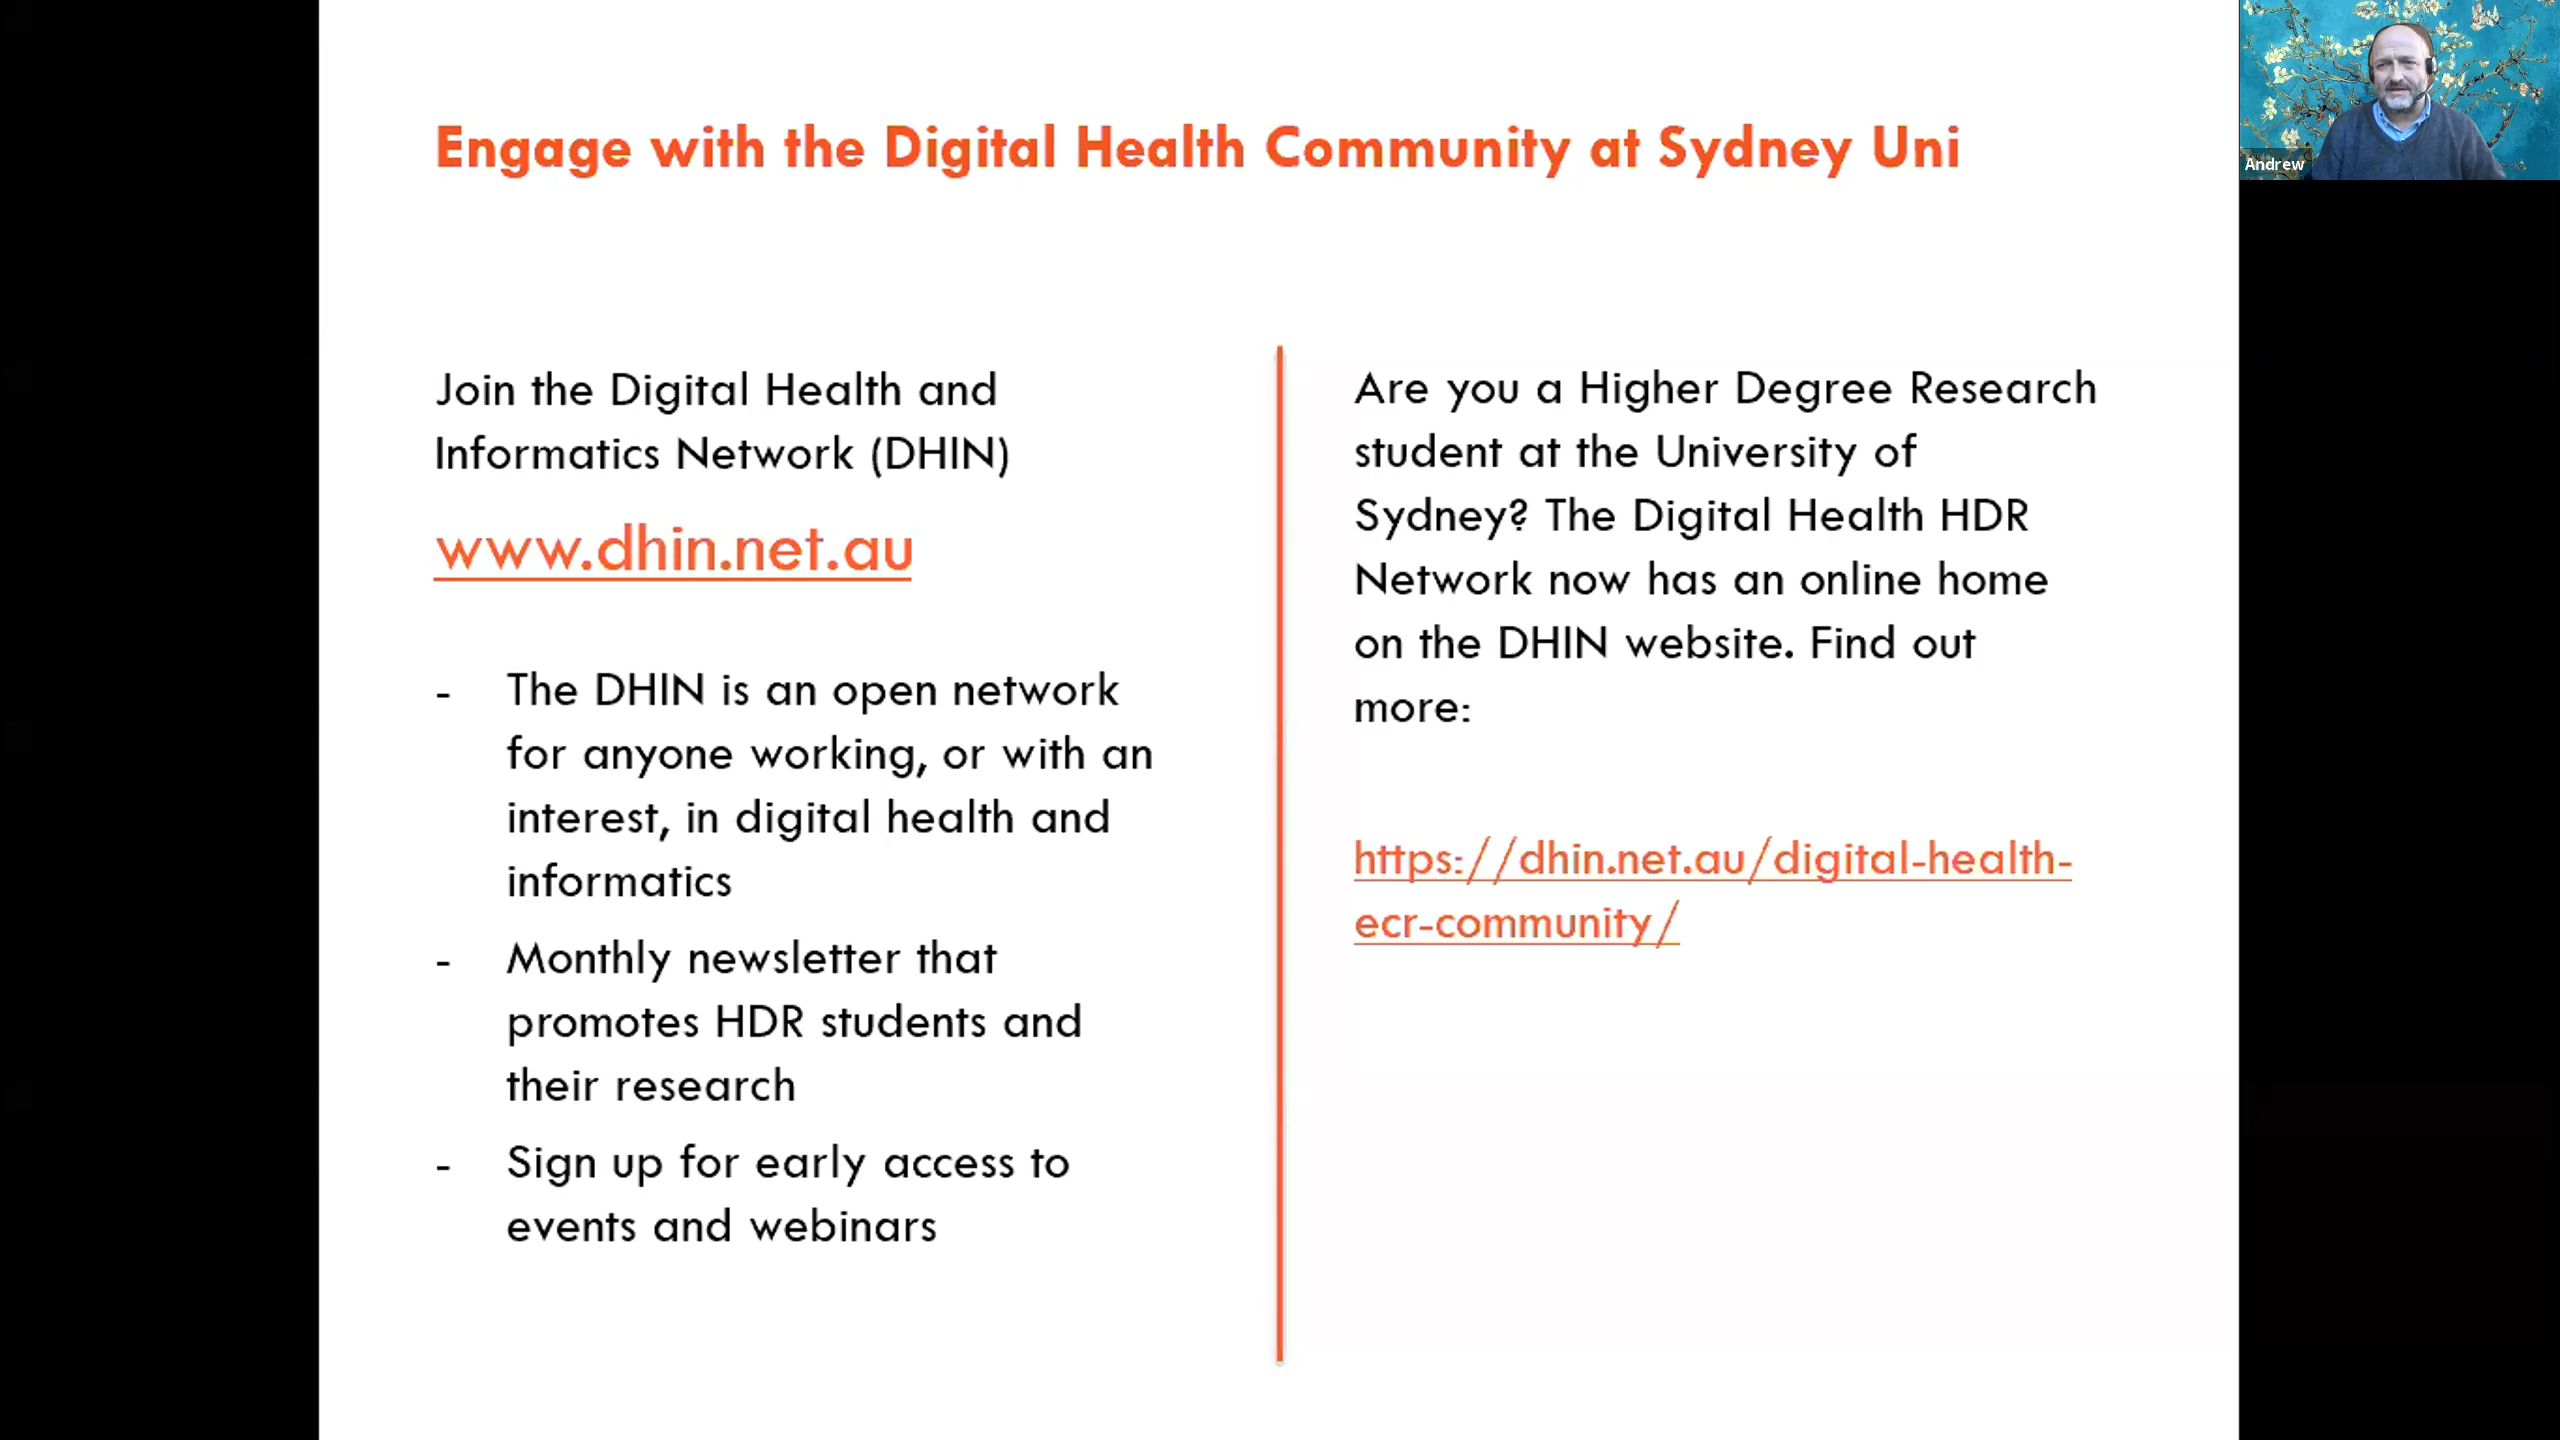 Engage with the Digital Health Community at Sydney Uni
Andrew
Join the Digital Health and
Informatics Network (DHIN)
www.dhin.net.au
- The DHIN is an open network
for anyone working, or with an
interest, in digital health and
informatics
- Monthly newsletter that
promotes HDR students and
their research
- Sign up for early access to
events and webinars
Are you a Higher Degree Research
student at the University of
Sydney? The Digital Health HDR
Network now has an online home
on the DHIN website. Find out
more:
https://dhin.net.au/digital-health-
ecr-community/